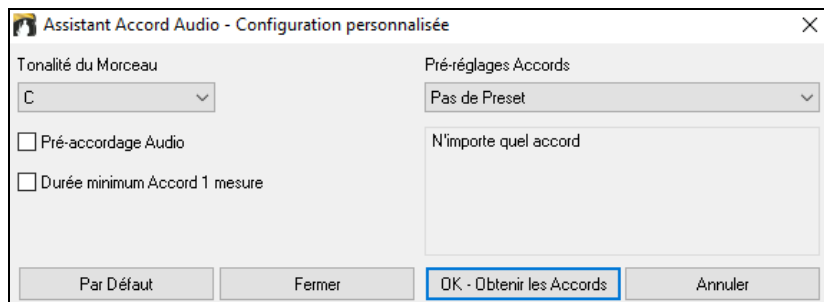 Assistant Accord Audio - Configuration personnalisée
Tonalité du Morceau
C
Pré-accordage Audio
Durée minimum Accord 1 mesure
Pré-réglages Accords
Pas de Preset
N'importe quel accord
Par Défaut
Fermer
OK - Obtenir les Accords
Annuler